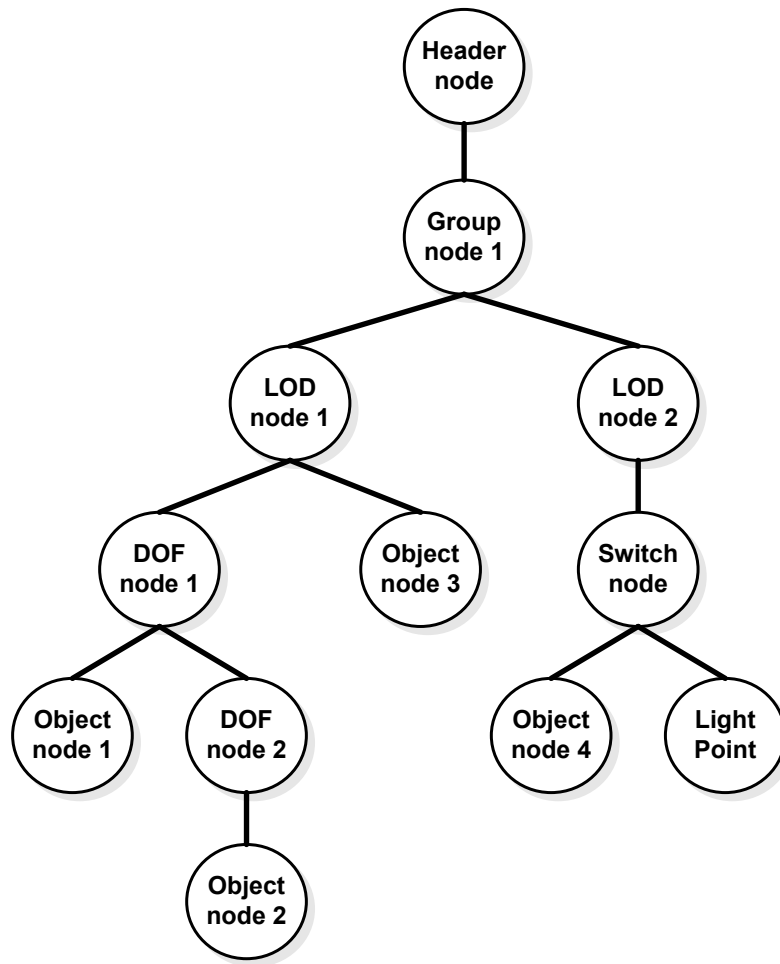 Header
node
Group
node 1
LOD
node 1
LOD
node 2
DOF
node 1
Object
node 3
Switch
node
Object
node 1
DOF
node 2
Object
node 4
Light
Point
Object
node 2